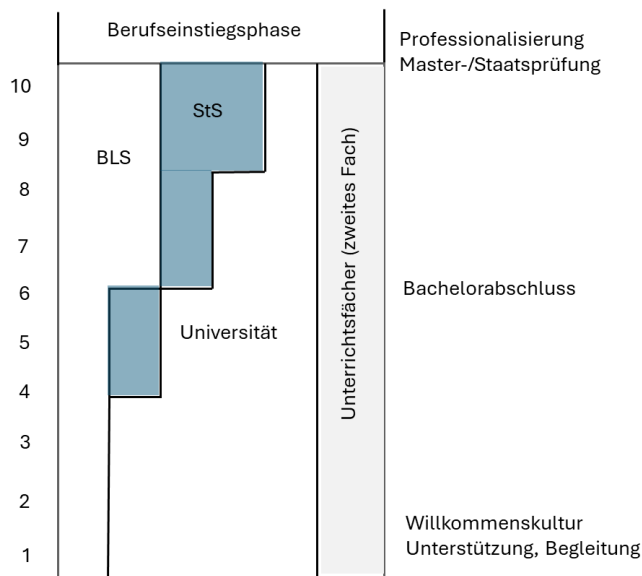 Berufseinstiegsphase
Professionalisierung
Master-/Staatsprüfung
10
StS
9
BLS
8
7
6
Bachelorabschluss
Universität
5
4
3
2
1
Unterrichtsfächer (zweites Fach)
Willkommenskultur
Unterstützung, Begleitung